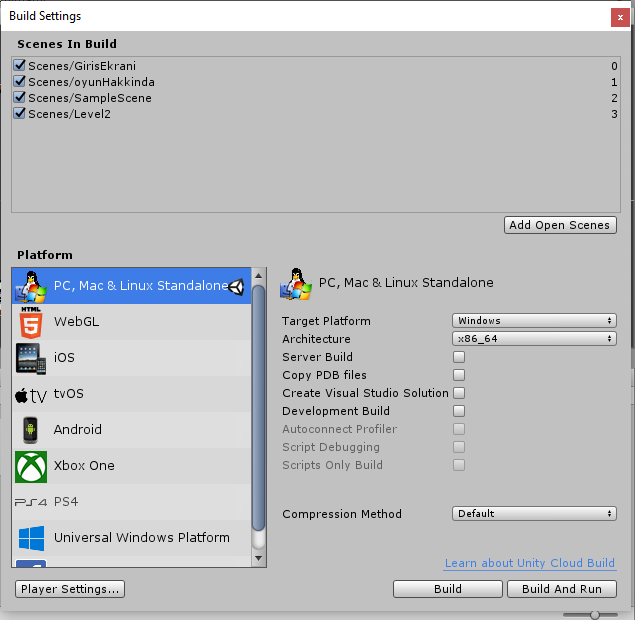 Build Settings
x
Scenes In Build
Scenes/GirisEkrani 0
Scenes/oyunHakkinda 1
Scenes/SampleScene 2
Scenes/Level2 3
Add Open Scenes
Platform
PC, Mac & Linux Standalone
HTML
5
WebGL
iOS
tv
tvOS
Android
Xbox One
PS4
PS4
Universal Windows Platform
PC, Mac & Linux Standalone
Target Platform Windows
Architecture x86_64
Server Build
Copy PDB files
Create Visual Studio Solution
Development Build
Autoconnect Profiler
Script Debugging
Scripts Only Build
Compression Method Default
Learn about Unity Cloud Build
Player Settings...
Build
Build And Run